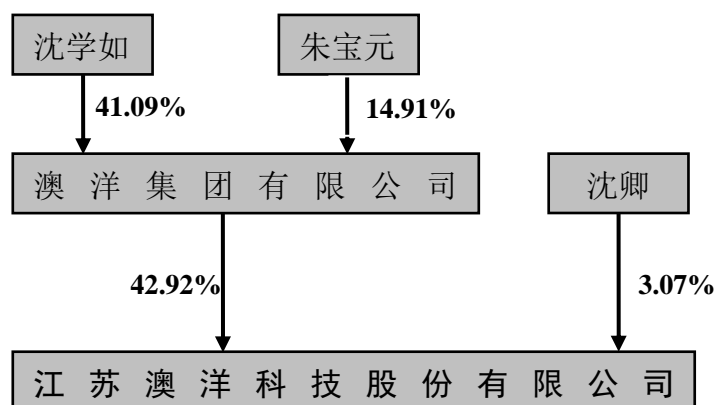 沈学如 朱宝元
41.09% 14.91%
澳洋集团有限公司 沈卿
42.92% 3.07%
江苏澳洋科技股份有限公司